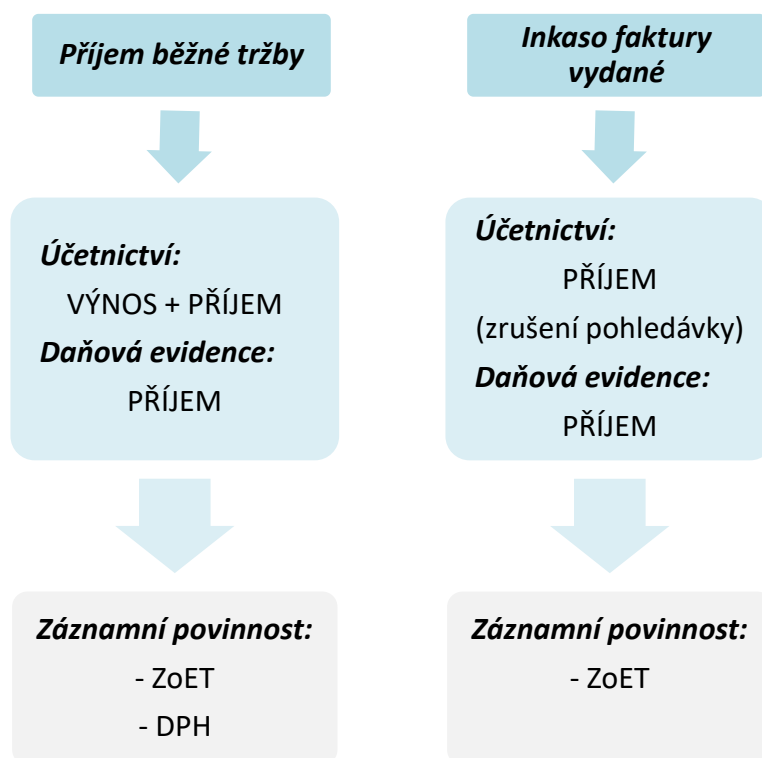 Příjem běžné tržby
Účetnictví:
VÝNOS + PŘÍJEM
Daňová evidence:
PŘÍJEM
Záznamní povinnost:
- ZoET
- DPH
Inkaso faktury
vydané
Účetnictví:
PŘÍJEM
(zrušení pohledávky)
Daňová evidence:
PŘÍJEM
Záznamní povinnost:
- ZoET